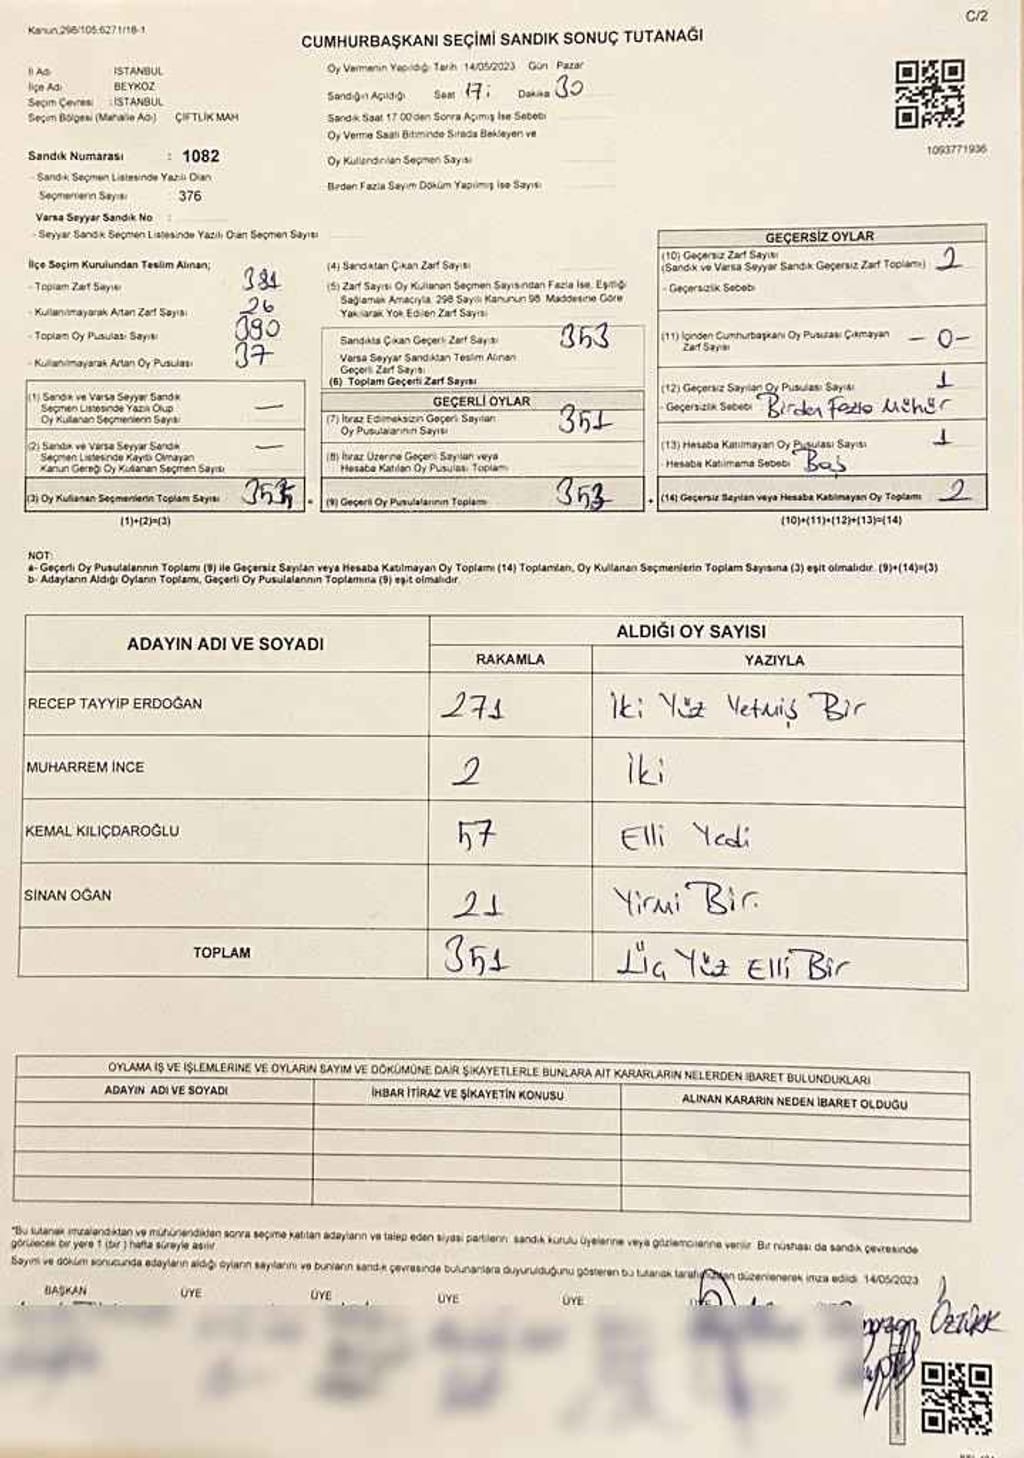 Kanun,298/105;6271/18-1
C/2
CUMHURBAŞKANI SEÇİMİ SANDIK SONUÇ TUTANAĞI
İl Adı İSTANBUL
İlçe Adı BEYKOZ
Seçim Çevresi : İSTANBUL
Seçim Bölgesi (Mahalle Adı) ÇİFTLİK MAH
Sandık Numarası : 1082
- Sandık Seçmen Listesinde Yazılı Olan
Seçmenlerin Sayısı 376
Varsa Seyyar Sandık No :
- Seyyar Sandık Seçmen Listesinde Yazılı Olan Seçmen Sayısı
Oy Vermenin Yapıldığı Tarih :14/05/2023 Gün : Pazar
Sandığın Açıldığı Saat 17: Dakika 30
Sandık Saat 17.00'den Sonra Açımış İse Sebebi
Oy Verme Saati Bitiminde Sırada Bekleyen ve
Oy Kullandırılan Seçmen Sayısı
Birden Fazla Sayım Döküm Yapılmış İse Sayısı
1093771936
İlçe Seçim Kurulundan Teslim Alınan;
- Toplam Zarf Sayısı 381
- Kullanılmayarak Artan Zarf Sayısı 26
- Toplam Oy Pusulası Sayısı 390
- Kullanılmayarak Artan Oy Pusulası 37
(1) Sandık ve Varsa Seyyar Sandık
Seçmen Listesinde Yazılı Olup
Oy Kullanan Seçmenlerin Sayısı —
(2) Sandık ve Varsa Seyyar Sandık
Seçmen Listesinde Kayıtlı Olmayan
Kanun Gereği Oy Kullanan Seçmen Sayısı —
(3) Oy Kullanan Seçmenlerin Toplam Sayısı
(1)+(2)=(3)
(4) Sandıktan Çıkan Zarf Sayısı
(5) Zarf Sayısı Oy Kullanan Seçmen Sayısından Fazla İse, Eşitliği
Sağlamak Amacıyla, 298 Sayılı Kanunun 98. Maddesine Göre
Yakılarak Yok Edilen Zarf Sayısı
Sandıkta Çıkan Geçerli Zarf Sayısı 353
Varsa Seyyar Sandıktan Teslim Alınan
Geçerli Zarf Sayısı
(6) Toplam Geçerli Zarf Sayısı
GEÇERLİ OYLAR
(7) İtiraz Edilmeksizin Geçerli Sayılan
Oy Pusulalarının Sayısı 351
(8) İtiraz Üzerine Geçerli Sayılan veya
Hesaba Katılan Oy Pusulası Toplamı
(9) Geçerli Oy Pusulalarının Toplamı 353
GEÇERSİZ OYLAR
(10) Geçersiz Zarf Sayısı
(Sandık ve Varsa Seyyar Sandık Geçersiz Zarf Toplamı) 2
- Geçersizlik Sebebi
(11) İçinden Cumhurbaşkanı Oy Pusulası Çıkmayan
Zarf Sayısı -0-
(12) Geçersiz Sayılan Oy Pusulası Sayısı 1
- Geçersizlik Sebebi Birden Fazla Mühür
(13) Hesaba Katılmayan Oy Pusulası Sayısı 1
- Hesaba Katılmama Sebebi Boş
(14) Geçersiz Sayılan veya Hesaba Katılmayan Oy Toplamı 2
(10)+(11)+(12)+(13)=(14)
NOT:
a- Geçerli Oy Pusulalarının Toplamı (9) ile Geçersiz Sayılan veya Hesaba Katılmayan Oy Toplamı (14) Toplamları, Oy Kullanan Seçmenlerin Toplam Sayısına (3) eşit olmalıdır. (9)+(14)=(3)
b- Adayların Aldığı Oyların Toplamı, Geçerli Oy Pusulalarının Toplamına (9) eşit olmalıdır.
ADAYIN ADI VE SOYADI ALDIĞI OY SAYISI
RAKAMLA YAZIYLA
RECEP TAYYİP ERDOĞAN 271 İki Yüz Yetmiş Bir
MUHARREM İNCE 2 İki
KEMAL KILIÇDAROĞLU 57 Elli Yedi
SİNAN OĞAN 21 Yirmi Bir.
TOPLAM 351 Üç Yüz Elli Bir
OYLAMA İŞ VE İŞLEMLERİNE VE OYLARIN SAYIM VE DÖKÜMÜNE DAİR ŞİKAYETLERLE BUNLARA AİT KARARLARIN NELERDEN İBARET BULUNDUKLARI
ADAYIN ADI VE SOYADI İHBAR İTİRAZ VE ŞİKAYETİN KONUSU ALINAN KARARIN NEDEN İBARET OLDUĞU
*Bu tutanak imzalandıktan ve mühürlendikten sonra seçime katılan adayların ve talep eden siyasi partilerin sandık kurulu üyelerine veya gözlemcilerine verilir. Bir nüshası da sandık çevresinde
görülecek bir yere 1 (bir) hafta süreyle asılır.
Sayım ve döküm sonucunda adayların aldığı oyların sayılarını ve bunların sandık çevresinde bulunanlara duyurulduğunu gösteren bu tutanak tarafımızdan düzenlenerek imza edildi. 14/05/2023
BAŞKAN ÜYE ÜYE ÜYE ÜYE
ÖZTÜRK